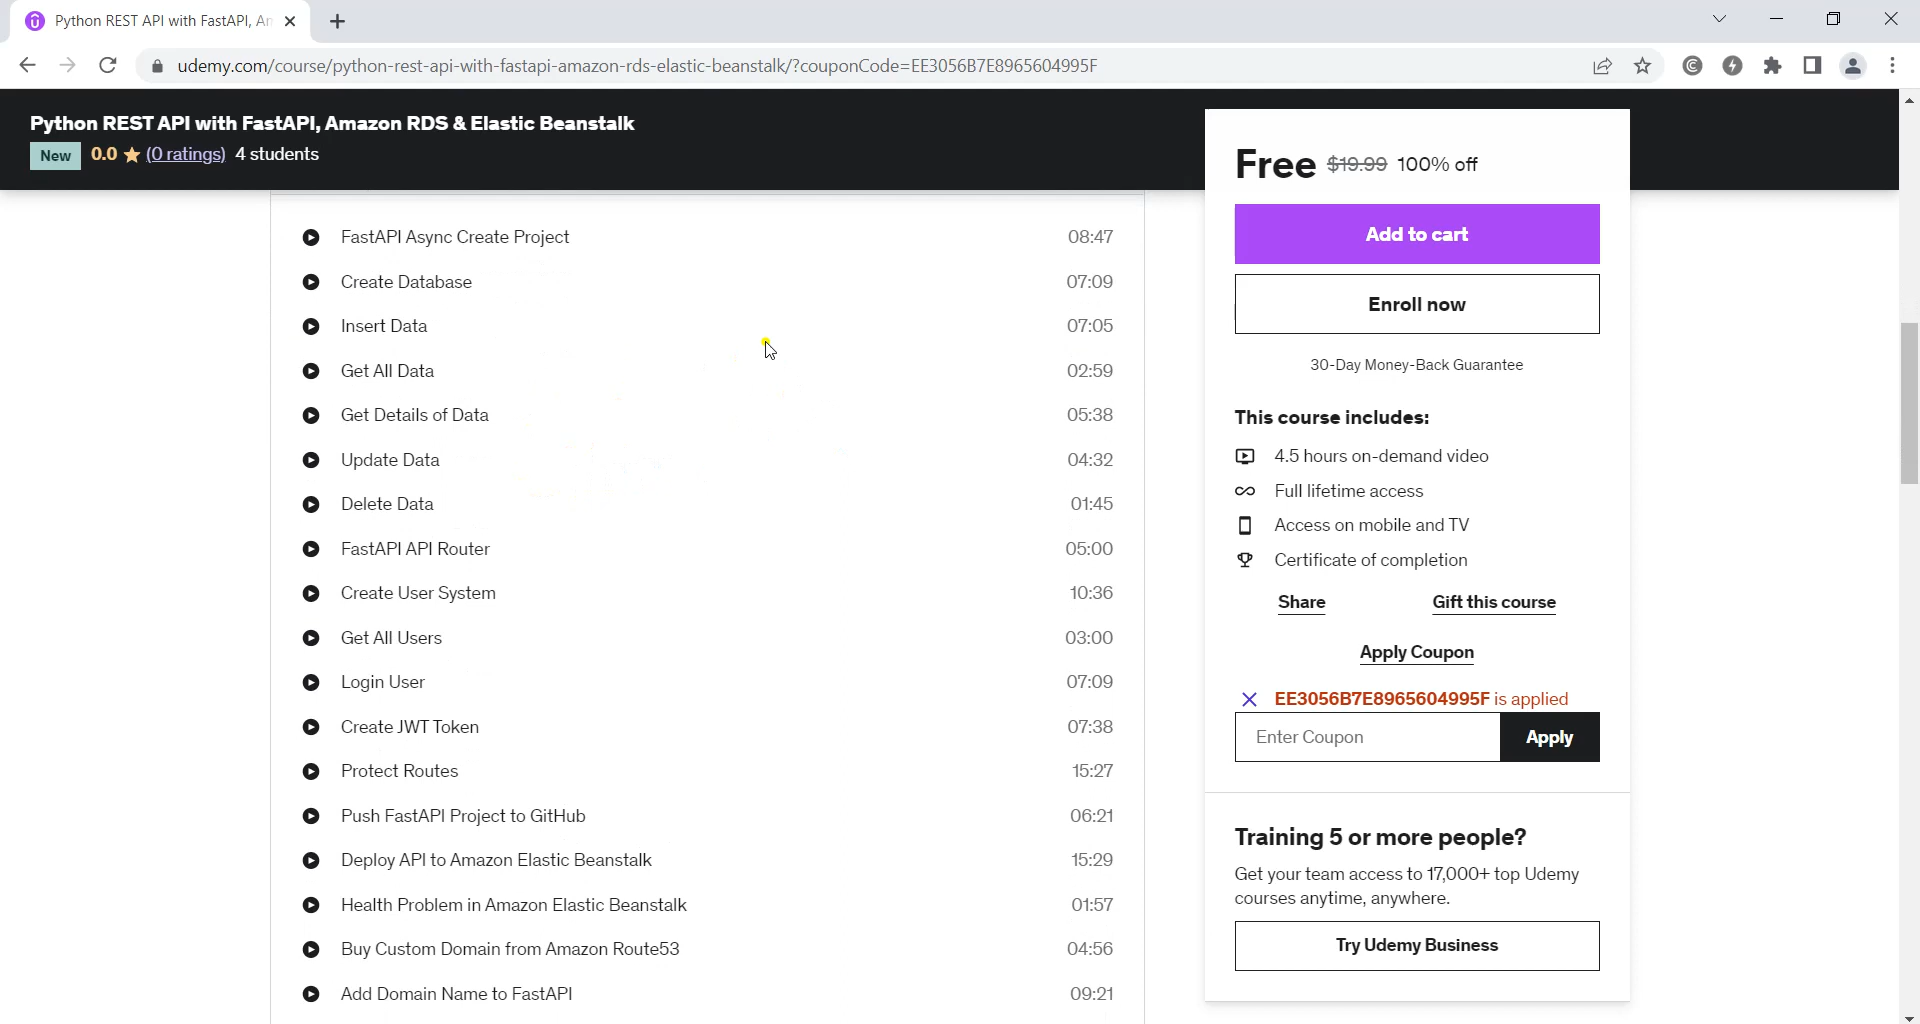 Python REST API with FastAPI, Am
udemy.com/course/python-rest-api-with-fastapi-amazon-rds-elastic-beanstalk/?couponCode=EE3056B7E8965604995F
Python REST API with FastAPI, Amazon RDS & Elastic Beanstalk
New 0.0 (0 ratings) 4 students
FastAPI Async Create Project 08:47
Create Database 07:09
Insert Data 07:05
Get All Data 02:59
Get Details of Data 05:38
Update Data 04:32
Delete Data 01:45
FastAPI API Router 05:00
Create User System 10:36
Get All Users 03:00
Login User 07:09
Create JWT Token 07:38
Protect Routes 15:27
Push FastAPI Project to GitHub 06:21
Deploy API to Amazon Elastic Beanstalk 15:29
Health Problem in Amazon Elastic Beanstalk 01:57
Buy Custom Domain from Amazon Route53 04:56
Add Domain Name to FastAPI 09:21
Free $19.99 100% off
Add to cart
Enroll now
30-Day Money-Back Guarantee
This course includes:
4.5 hours on-demand video
Full lifetime access
Access on mobile and TV
Certificate of completion
Share Gift this course
Apply Coupon
EE3056B7E8965604995F is applied
Enter Coupon Apply
Training 5 or more people?
Get your team access to 17,000+ top Udemy
courses anytime, anywhere.
Try Udemy Business